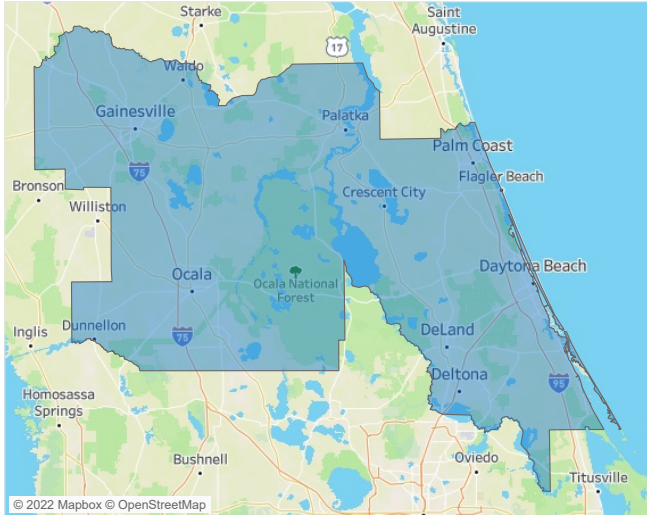 Starke
Saint
Augustine
17
Waldo
Gainesville
Palatka
Palm Coast
75
Flagler Beach
Bronson
Crescent City
Williston
Daytona Beach
Ocala
Ocala National
Forest
Inglis
Dunnellon
75
DeLand
Deltona
95
Homosassa
Springs
Bushnell
Oviedo
Titusville
© 2022 Mapbox © OpenStreetMap